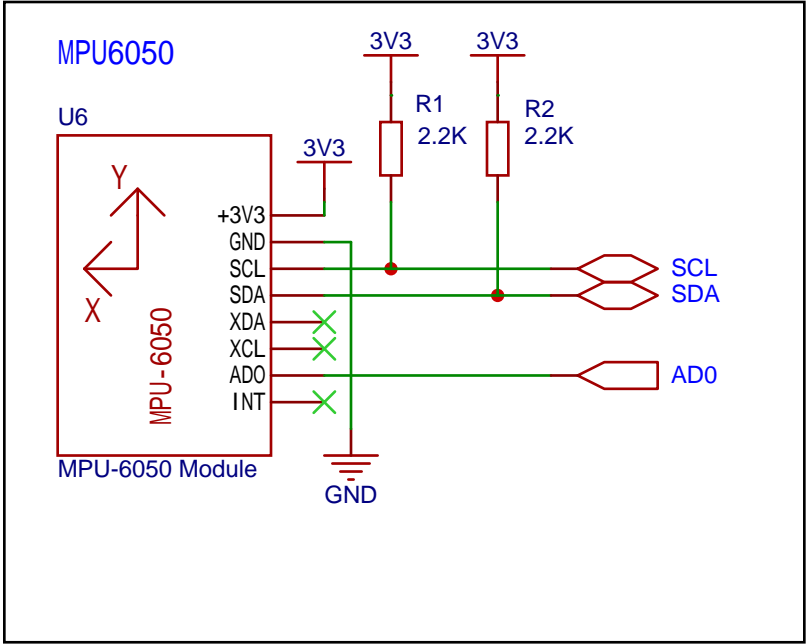 MPU6050
3V3
3V3
R1
2.2K
R2
2.2K
U6
3V3
Y
X
MPU-6050
+3V3
GND
SCL
SDA
XDA
XCL
ADO
INT
SCL
SDA
AD0
MPU-6050 Module
GND